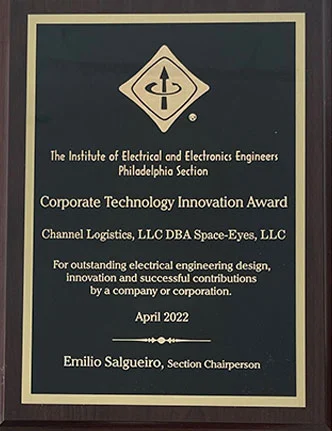 ®
The Institute of Electrical and Electronics Engineers
Philadelphia Section
Corporate Technology Innovation Award
Channel Logistics, LLC DBA Space-Eyes, LLC
For outstanding electrical engineering design,
innovation and successful contributions
by a company or corporation.
April 2022
Emilio Salgueiro, Section Chairperson